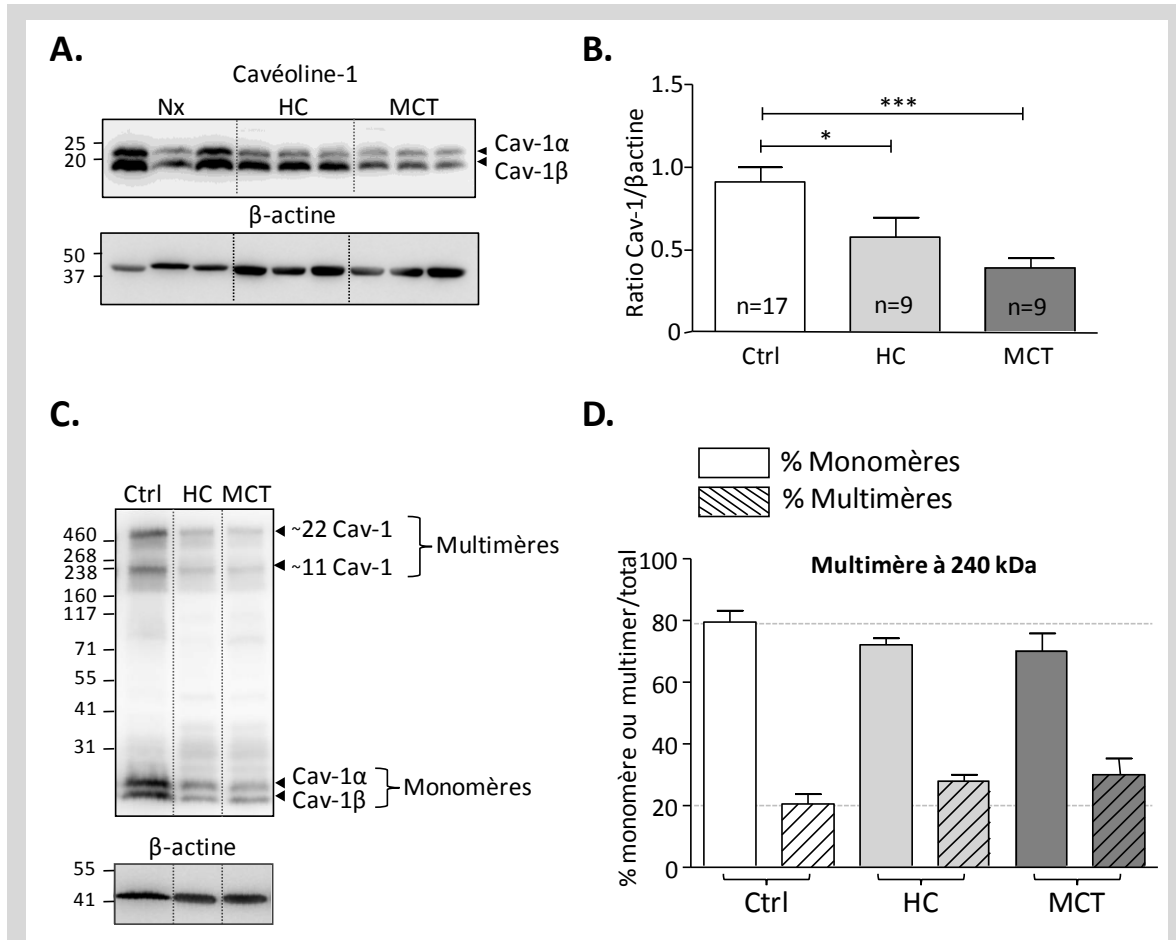 A.
Cavéoline-1
Nx HC MCT
25
20
Cav-1α
Cav-1β
β-actine
50
37
B.
Ratio Cav-1/βactine
1.5
1.0
0.5
0
***
*
n=17 n=9 n=9
Ctrl HC MCT
C.
Ctrl HC MCT
460
268
238
160
117
71
55
41
31
~22 Cav-1
~11 Cav-1
Multimères
Cav-1α
Cav-1β
Monomères
β-actine
55
41
D.
% Monomères
% Multimères
Multimère à 240 kDa
% monomère ou multimer/total
100
80
60
40
20
0
Ctrl HC MCT